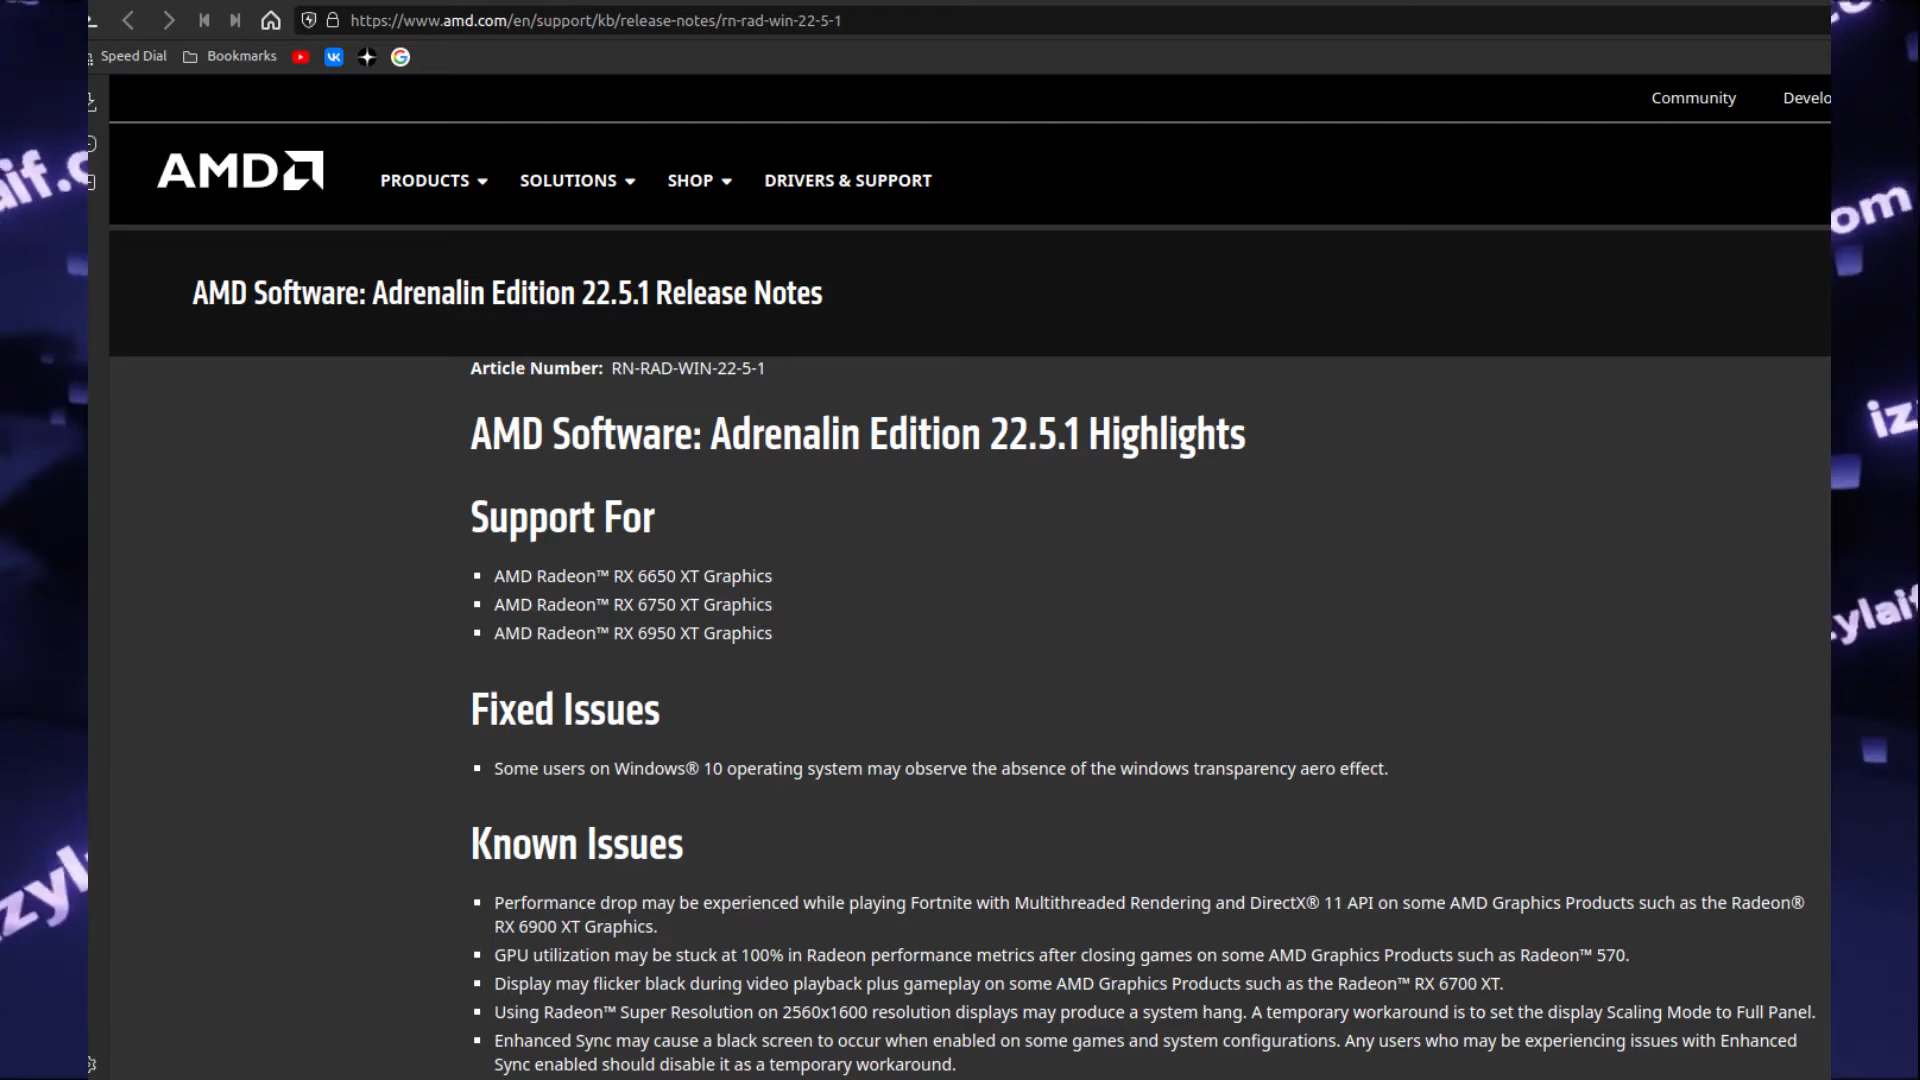 https://www.amd.com/en/support/kb/release-notes/rn-rad-win-22-5-1
Speed Dial Bookmarks
Community Develo
AMD
PRODUCTS SOLUTIONS SHOP DRIVERS & SUPPORT
AMD Software: Adrenalin Edition 22.5.1 Release Notes
Article Number: RN-RAD-WIN-22-5-1
AMD Software: Adrenalin Edition 22.5.1 Highlights
Support For
▪ AMD Radeon™ RX 6650 XT Graphics
▪ AMD Radeon™ RX 6750 XT Graphics
▪ AMD Radeon™ RX 6950 XT Graphics
Fixed Issues
▪ Some users on Windows® 10 operating system may observe the absence of the windows transparency aero effect.
Known Issues
▪ Performance drop may be experienced while playing Fortnite with Multithreaded Rendering and DirectX® 11 API on some AMD Graphics Products such as the Radeon®
RX 6900 XT Graphics.
▪ GPU utilization may be stuck at 100% in Radeon performance metrics after closing games on some AMD Graphics Products such as Radeon™ 570.
▪ Display may flicker black during video playback plus gameplay on some AMD Graphics Products such as the Radeon™ RX 6700 XT.
▪ Using Radeon™ Super Resolution on 2560x1600 resolution displays may produce a system hang. A temporary workaround is to set the display Scaling Mode to Full Panel.
▪ Enhanced Sync may cause a black screen to occur when enabled on some games and system configurations. Any users who may be experiencing issues with Enhanced
Sync enabled should disable it as a temporary workaround.
aif.c
zyl
om
iz
zylaif